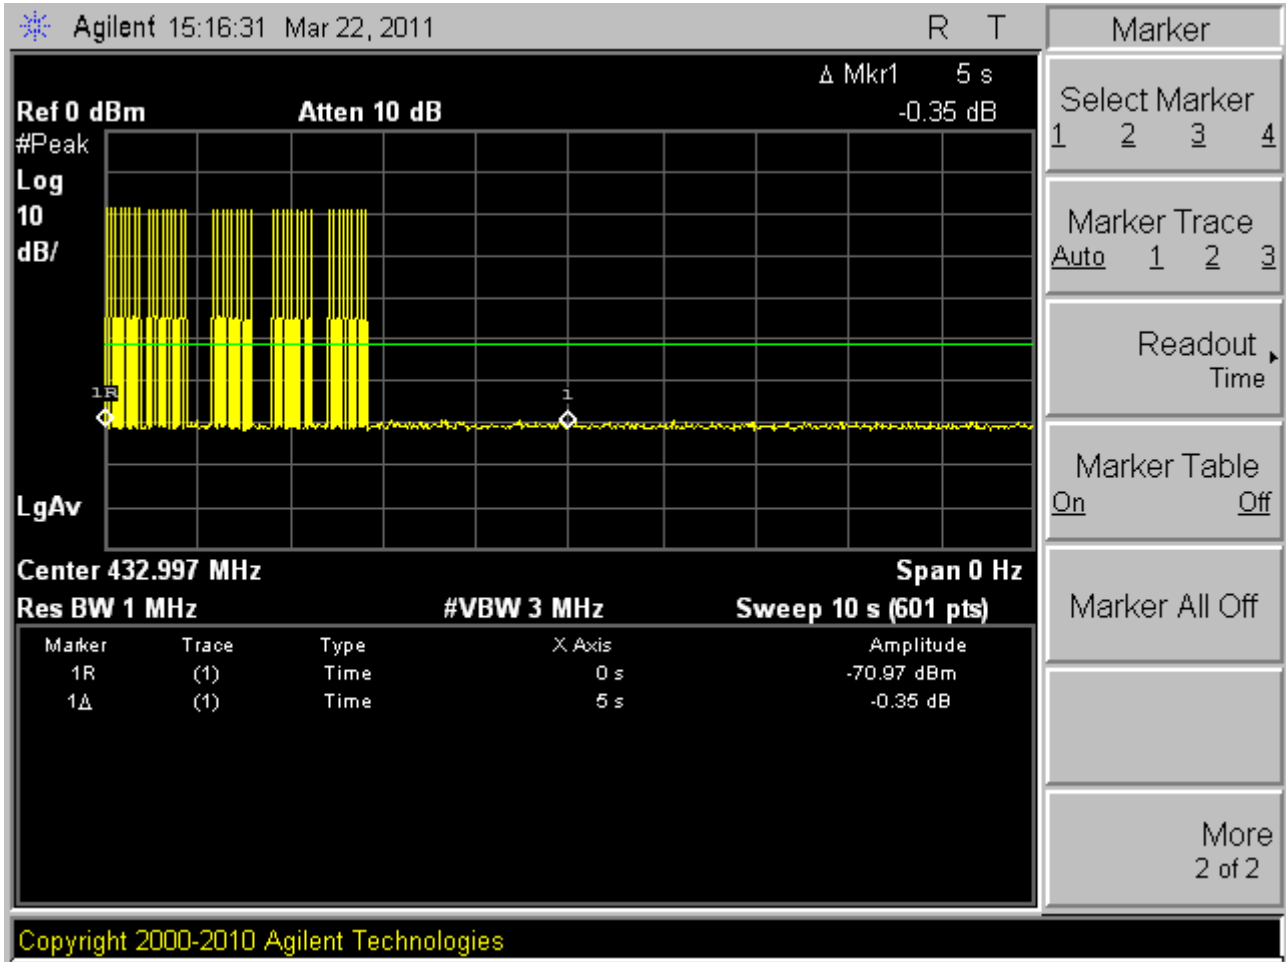 Agilent 15:16:31 Mar 22, 2011 R T
Marker
Δ Mkr1 5 s
Ref 0 dBm Atten 10 dB -0.35 dB
#Peak
Log
10
dB/
1R
1
LgAv
Center 432.997 MHz Span 0 Hz
Res BW 1 MHz #VBW 3 MHz Sweep 10 s (601 pts)
Marker Trace Type X Axis Amplitude
1R (1) Time 0 s -70.97 dBm
1Δ (1) Time 5 s -0.35 dB
Select Marker
1 2 3 4
Marker Trace
Auto 1 2 3
Readout
Time
Marker Table
On Off
Marker All Off
More
2 of 2
Copyright 2000-2010 Agilent Technologies